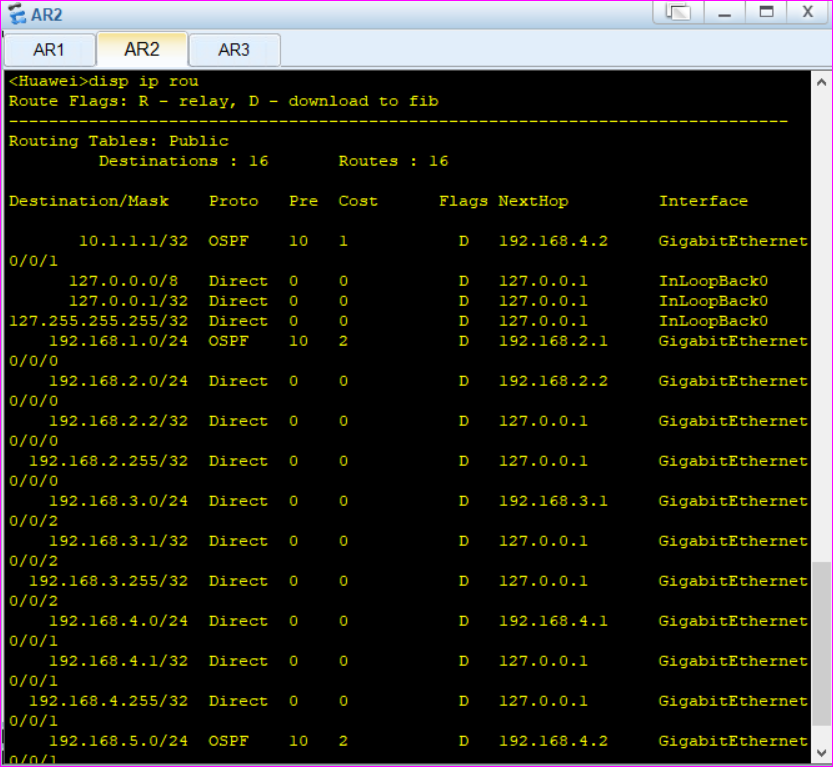 AR2
AR1 AR2 AR3
<Huawei>disp ip rou
Route Flags: R - relay, D - download to fib
------------------------------------------------------------------------------
Routing Tables: Public
         Destinations : 16       Routes : 16

Destination/Mask    Proto   Pre  Cost      Flags NextHop         Interface

       10.1.1.1/32  OSPF    10   1           D   192.168.4.2     GigabitEthernet
0/0/1
      127.0.0.0/8   Direct  0    0           D   127.0.0.1       InLoopBack0
      127.0.0.1/32  Direct  0    0           D   127.0.0.1       InLoopBack0
127.255.255.255/32  Direct  0    0           D   127.0.0.1       InLoopBack0
    192.168.1.0/24  OSPF    10   2           D   192.168.2.1     GigabitEthernet
0/0/0
    192.168.2.0/24  Direct  0    0           D   192.168.2.2     GigabitEthernet
0/0/0
    192.168.2.2/32  Direct  0    0           D   127.0.0.1       GigabitEthernet
0/0/0
  192.168.2.255/32  Direct  0    0           D   127.0.0.1       GigabitEthernet
0/0/0
    192.168.3.0/24  Direct  0    0           D   192.168.3.1     GigabitEthernet
0/0/2
    192.168.3.1/32  Direct  0    0           D   127.0.0.1       GigabitEthernet
0/0/2
  192.168.3.255/32  Direct  0    0           D   127.0.0.1       GigabitEthernet
0/0/2
    192.168.4.0/24  Direct  0    0           D   192.168.4.1     GigabitEthernet
0/0/1
    192.168.4.1/32  Direct  0    0           D   127.0.0.1       GigabitEthernet
0/0/1
  192.168.4.255/32  Direct  0    0           D   127.0.0.1       GigabitEthernet
0/0/1
    192.168.5.0/24  OSPF    10   2           D   192.168.4.2     GigabitEthernet
0/0/1